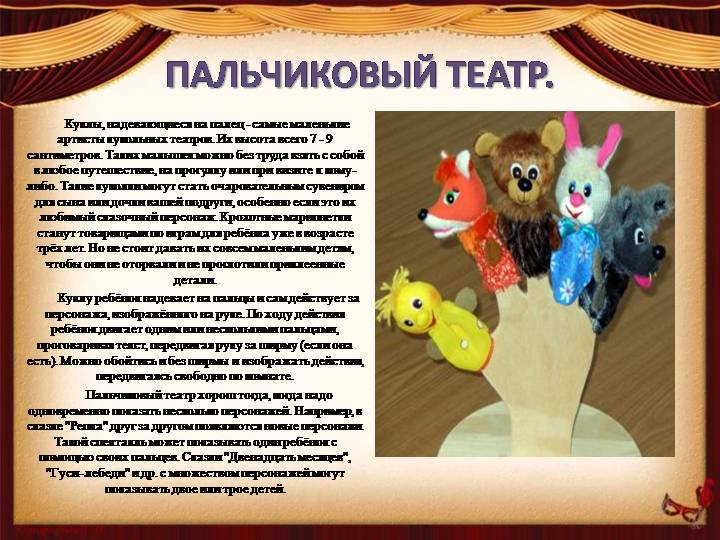 ПАЛЬЧИКОВЫЙ ТЕАТР.
Куклы, надевающиеся на палец - самые маленькие
артисты кукольных театров. Их высота всего 7 - 9
сантиметров. Таких малышей можно без труда взять с собой
в любое путешествие, на прогулку или при визите к кому-
либо. Такие куколки могут стать очаровательным сувениром
для сына или дочки вашей подруги, особенно если это их
любимый сказочный персонаж. Крохотные марионетки
станут товарищами по играм для ребёнка уже в возрасте
трёх лет. Но не стоит давать их совсем маленьким детям,
чтобы они не оторвали и не проглотили приклеенные
детали.
Куклу ребёнок надевает на пальцы и сам действует за
персонажа, изображённого на руке. По ходу действия
ребёнок двигает одним или несколькими пальцами,
проговаривая текст, передвигая руку за ширму (если она
есть). Можно обойтись и без ширмы и изображать действия,
передвигаясь свободно по комнате.
Пальчиковый театр хорош тогда, когда надо
одновременно показать несколько персонажей. Например, в
сказке "Репка" друг за другом появляются новые персонажи.
Такой спектакль может показывать один ребёнок с
помощью своих пальцев. Сказки "Двенадцать месяцев",
"Гуси-лебеди" и др. с множеством персонажей могут
показывать двое или трое детей.